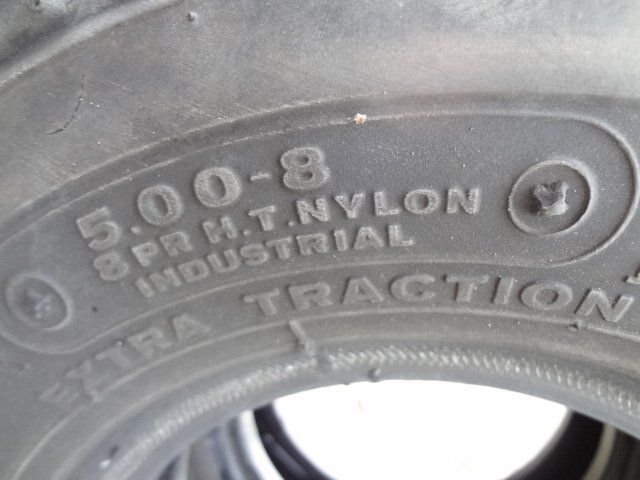 5.00-8
8 PR H.T. NYLON
INDUSTRIAL
EXTRA TRACTION